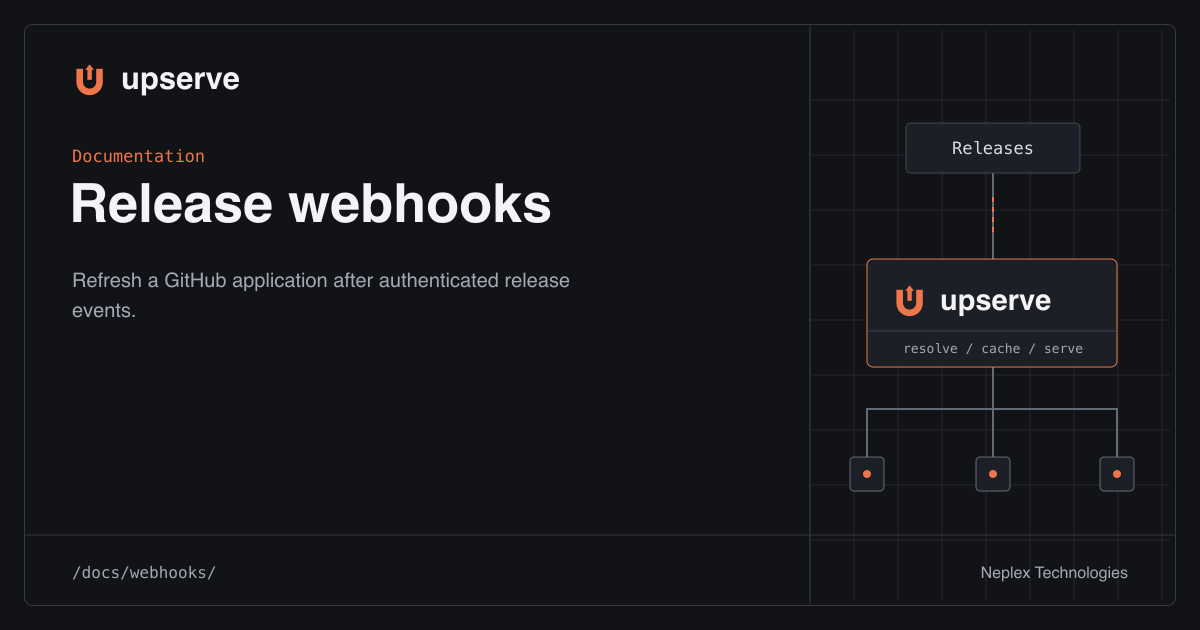 upserve
Documentation
Release webhooks
Refresh a GitHub application after authenticated release
events.
Releases
upserve
resolve / cache / serve
/docs/webhooks/
Neplex Technologies